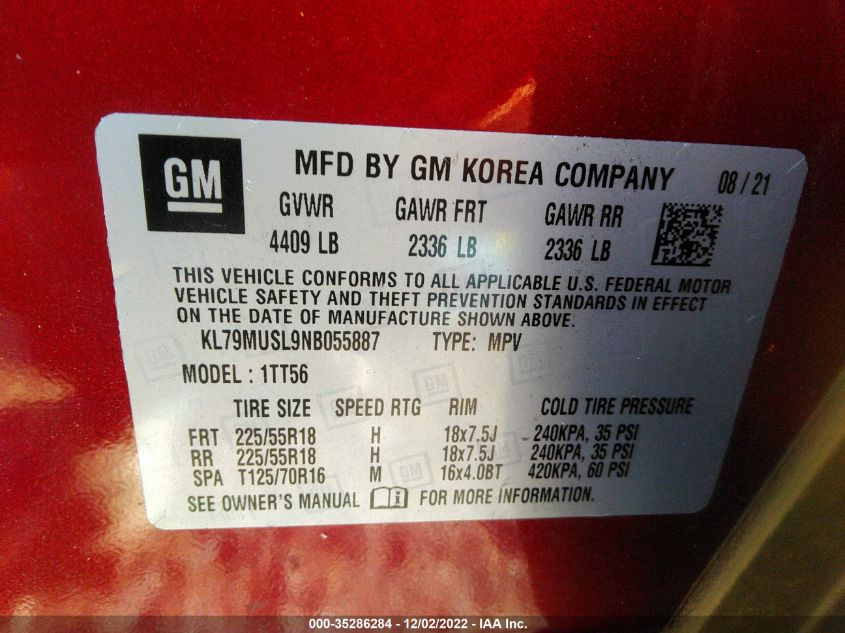 GM
MFD BY GM KOREA COMPANY 08 / 21
GVWR GAWR FRT GAWR RR
4409 LB 2336 LB 2336 LB
THIS VEHICLE CONFORMS TO ALL APPLICABLE U.S. FEDERAL MOTOR
VEHICLE SAFETY AND THEFT PREVENTION STANDARDS IN EFFECT
ON THE DATE OF MANUFACTURE SHOWN ABOVE.
KL79MUSL9NB055887 TYPE: MPV
MODEL : 1TT56
TIRE SIZE SPEED RTG RIM COLD TIRE PRESSURE
FRT 225/55R18 H 18x7.5J 240KPA, 35 PSI
RR 225/55R18 H 18x7.5J 240KPA, 35 PSI
SPA T125/70R16 M 16x4.0BT 420KPA, 60 PSI
SEE OWNER'S MANUAL FOR MORE INFORMATION.
000-35286284 - 12/02/2022 - IAA Inc.